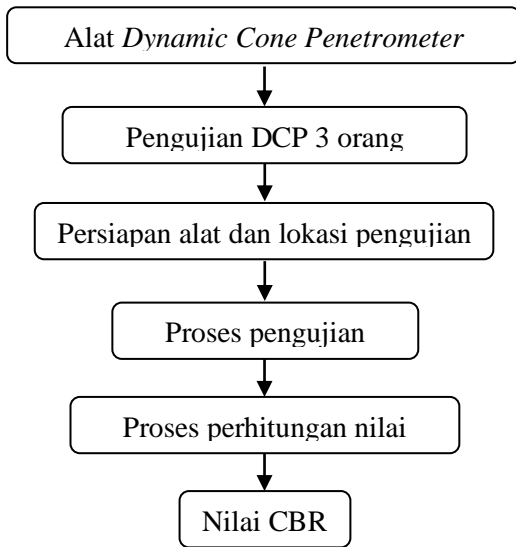 Alat Dynamic Cone Penetrometer
Pengujian DCP 3 orang
Persiapan alat dan lokasi pengujian
Proses pengujian
Proses perhitungan nilai
Nilai CBR